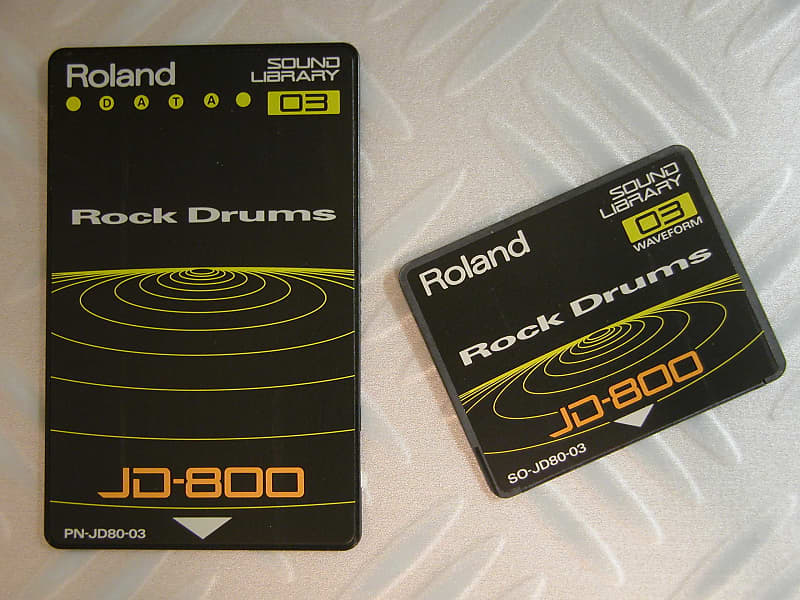 Roland
SOUND
LIBRARY
DATA
03
Rock Drums
JD-800
PN-JD80-03
Roland
SOUND
LIBRARY
03
WAVEFORM
Rock Drums
JD-800
SO-JD80-03